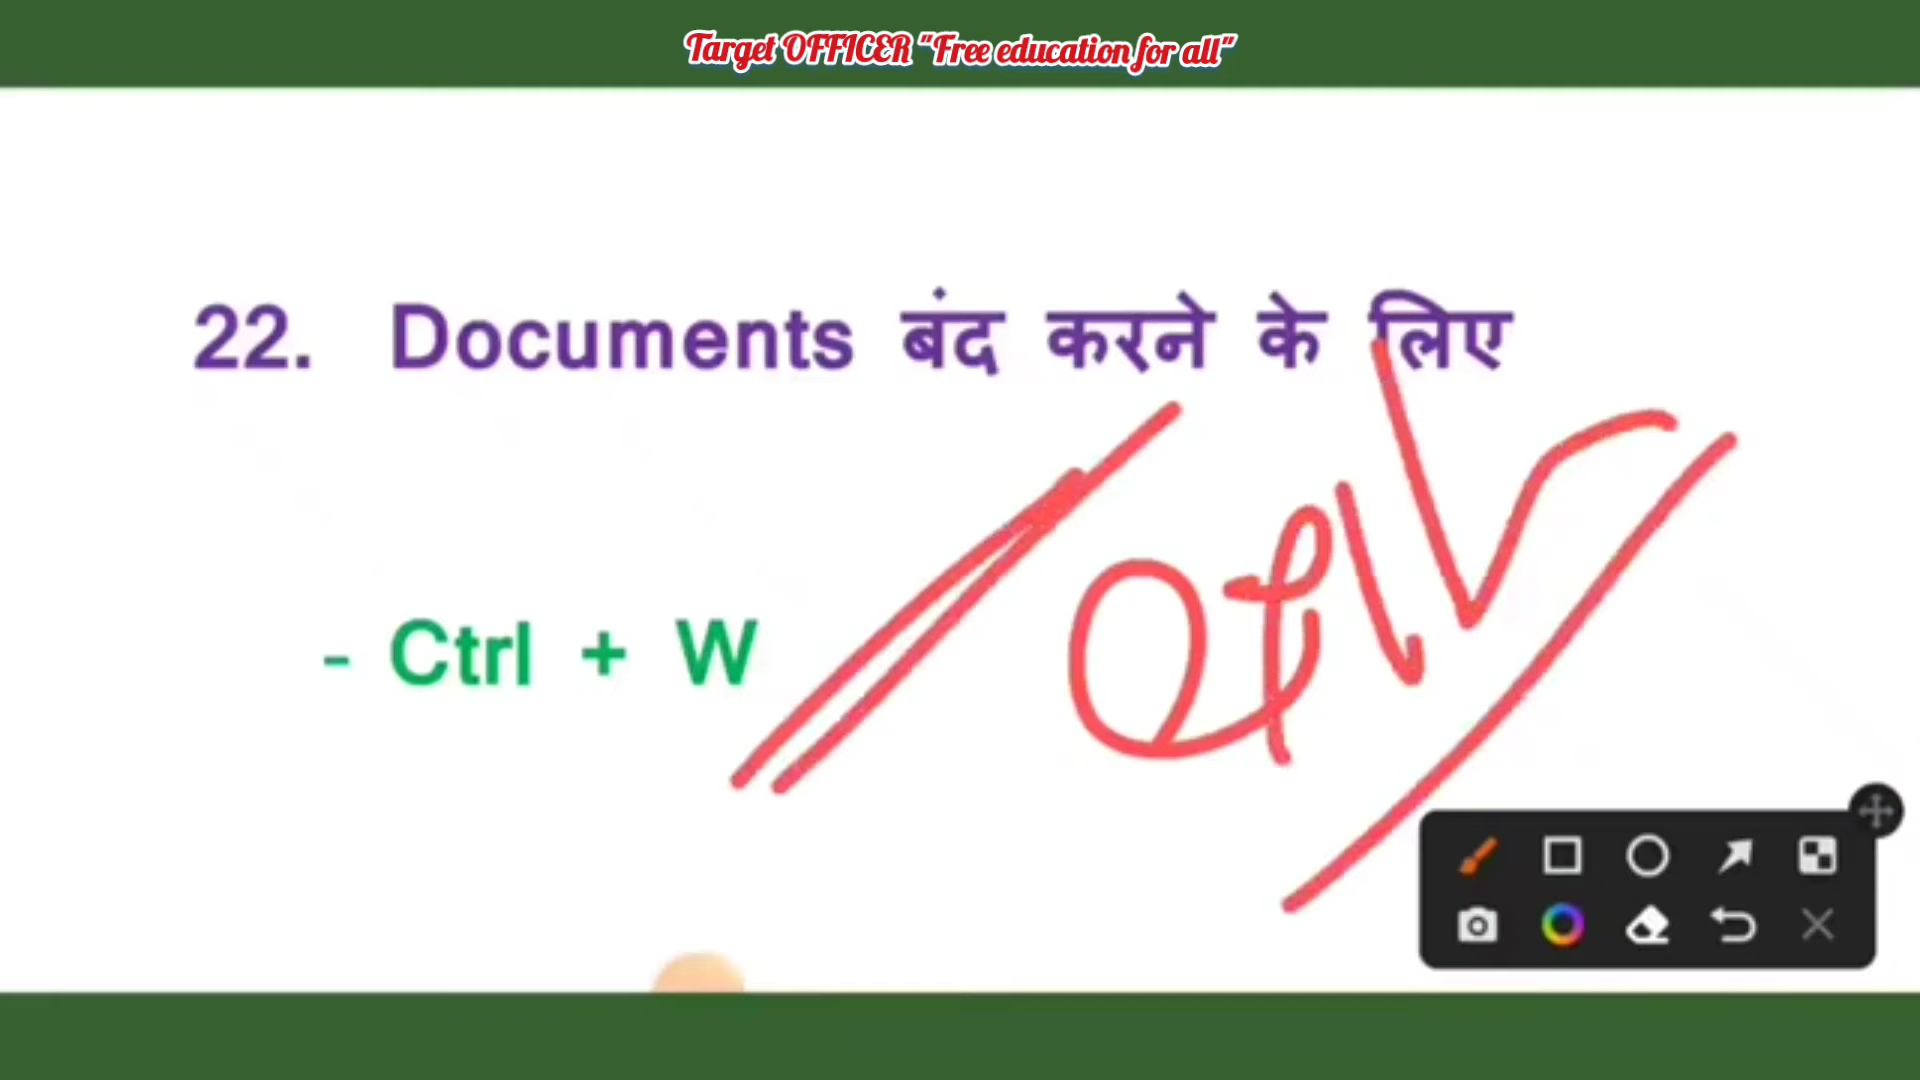 Target OFFICER "Free education for all"
22. Documents बंद करने के लिए
- Ctrl + W